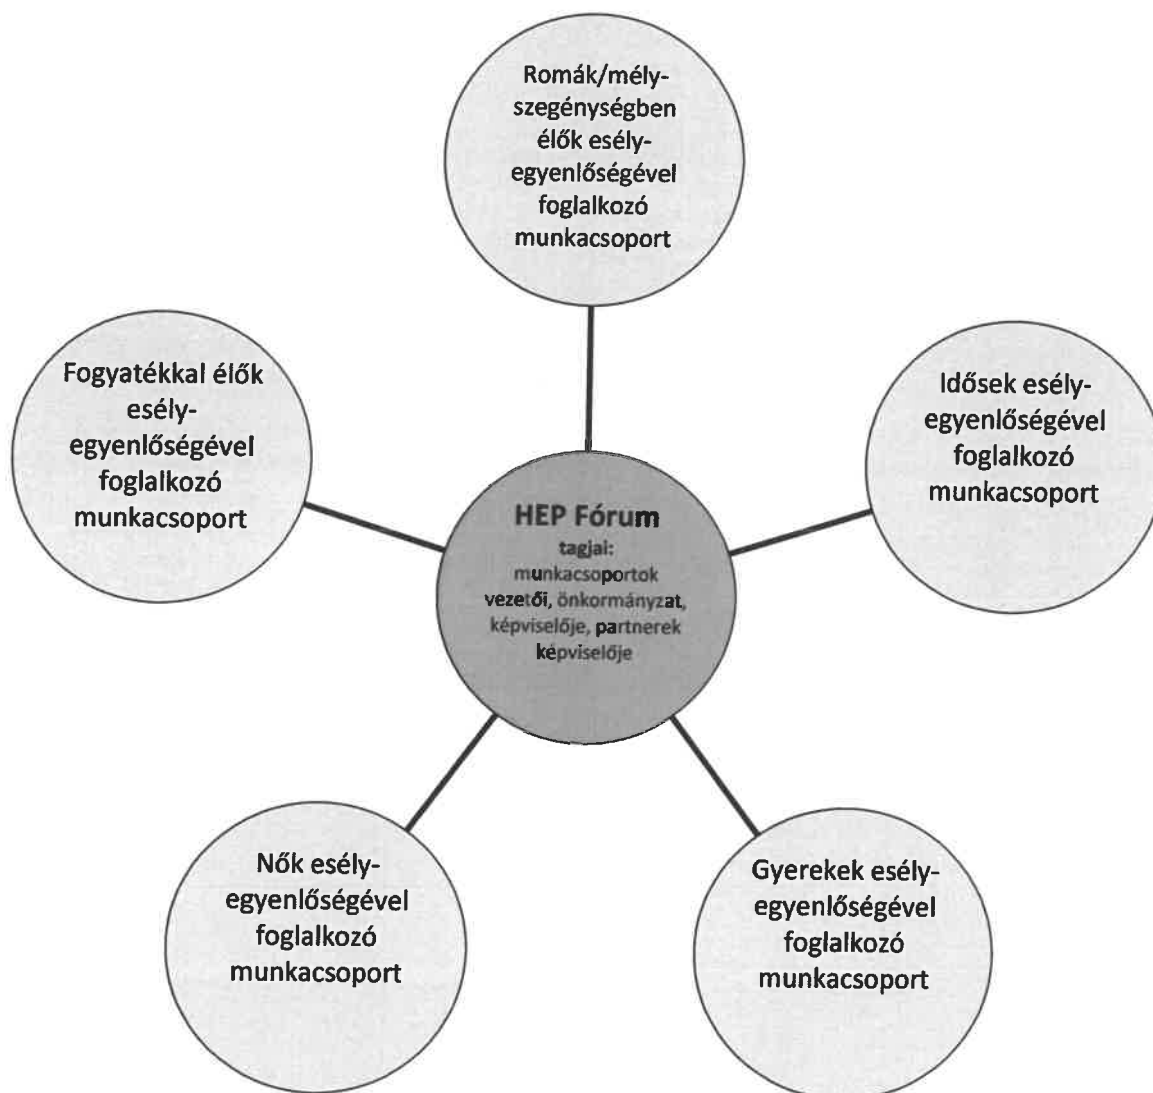 Romák/mély-
szegénységben
élők esély-
egyenlőségével
foglalkozó
munkacsoport
Fogyatékkal élők
esély-
egyenlőségével
foglalkozó
munkacsoport
Idősek esély-
egyenlőségével
foglalkozó
munkacsoport
HEP Fórum
tagjai:
munkacsoportok
vezetői, önkormányzat,
képviselője, partnerek
képviselője
Nők esély-
egyenlőségével
foglalkozó
munkacsoport
Gyerekek esély-
egyenlőségével
foglalkozó
munkacsoport